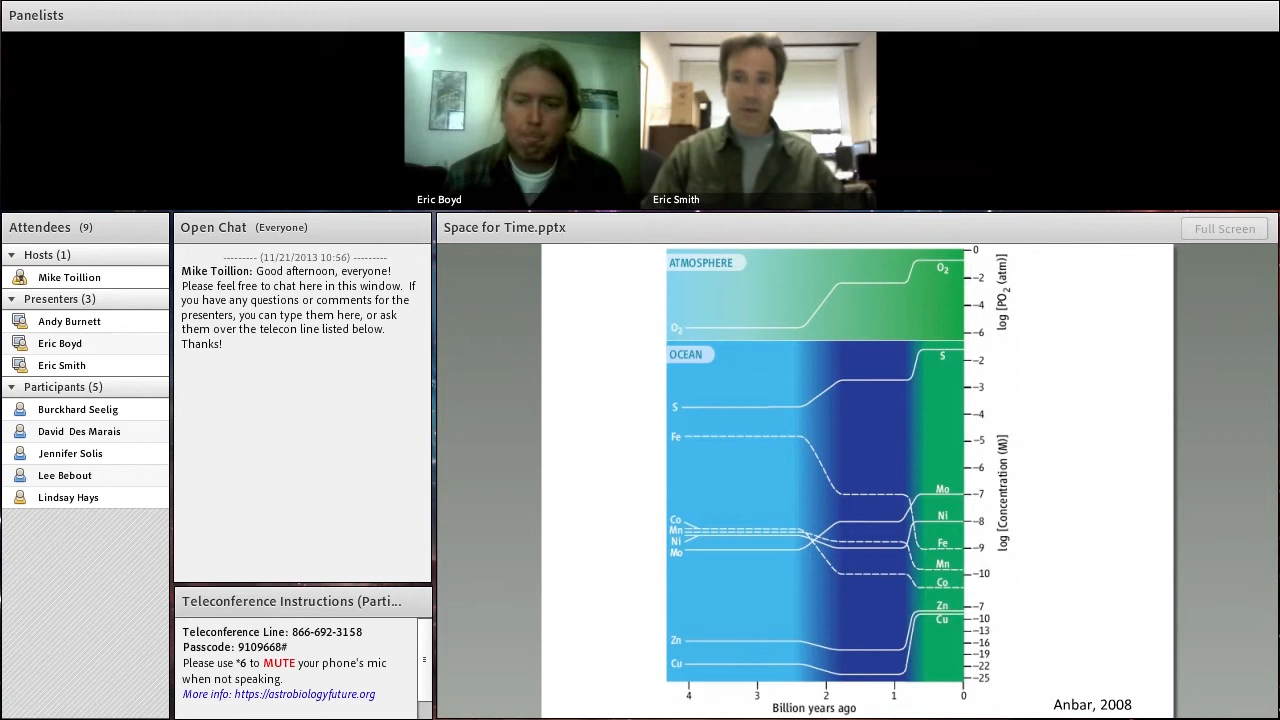 Panelists
Eric Boyd
Eric Smith
Attendees (9)
Hosts (1)
Mike Toillion
Presenters (3)
Andy Burnett
Eric Boyd
Eric Smith
Participants (5)
Burckhard Seelig
David Des Marais
Jennifer Solis
Lee Bebout
Lindsay Hays
Open Chat (Everyone)
--------- (11/21/2013 10:56) ---------
Mike Toillion: Good afternoon, everyone!
Please feel free to chat here in this window. If
you have any questions or comments for the
presenters, you can type them here, or ask
them over the telecon line listed below.
Thanks!
Teleconference Instructions (Parti...
Teleconference Line: 866-692-3158
Passcode: 9109668#
Please use *6 to MUTE your phone's mic
when not speaking.
More info: https://astrobiologyfuture.org
Space for Time.pptx
Full Screen
ATMOSPHERE
O2
O2
0
-2
-4
-6
log [PO2 (atm)]
OCEAN
S
S
Fe
Co
Mn
Ni
Mo
Zn
Cu
Mo
Ni
Fe
Mn
Co
Zn
Cu
-2
-3
-4
-5
-6
-7
-8
-9
-10
-7
-10
-13
-16
-19
-22
-25
log [Concentration (M)]
4 3 2 1 0
Billion years ago
Anbar, 2008